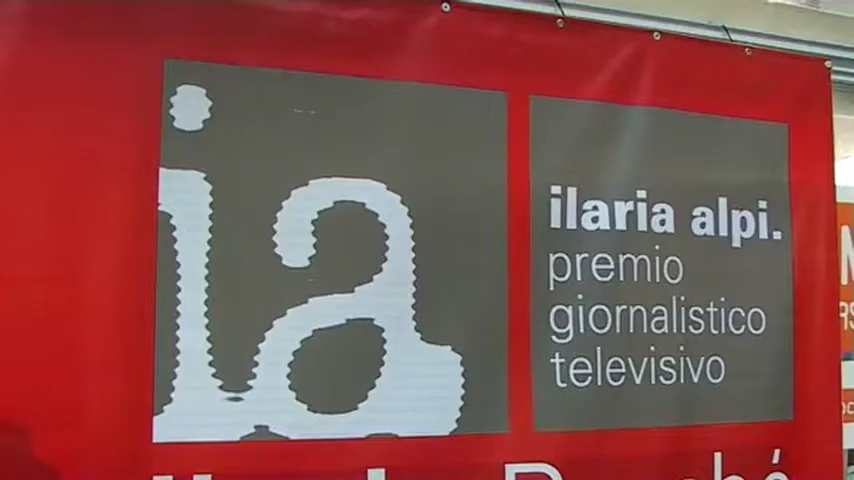 ia
ilaria alpi.
premio
giornalistico
televisivo